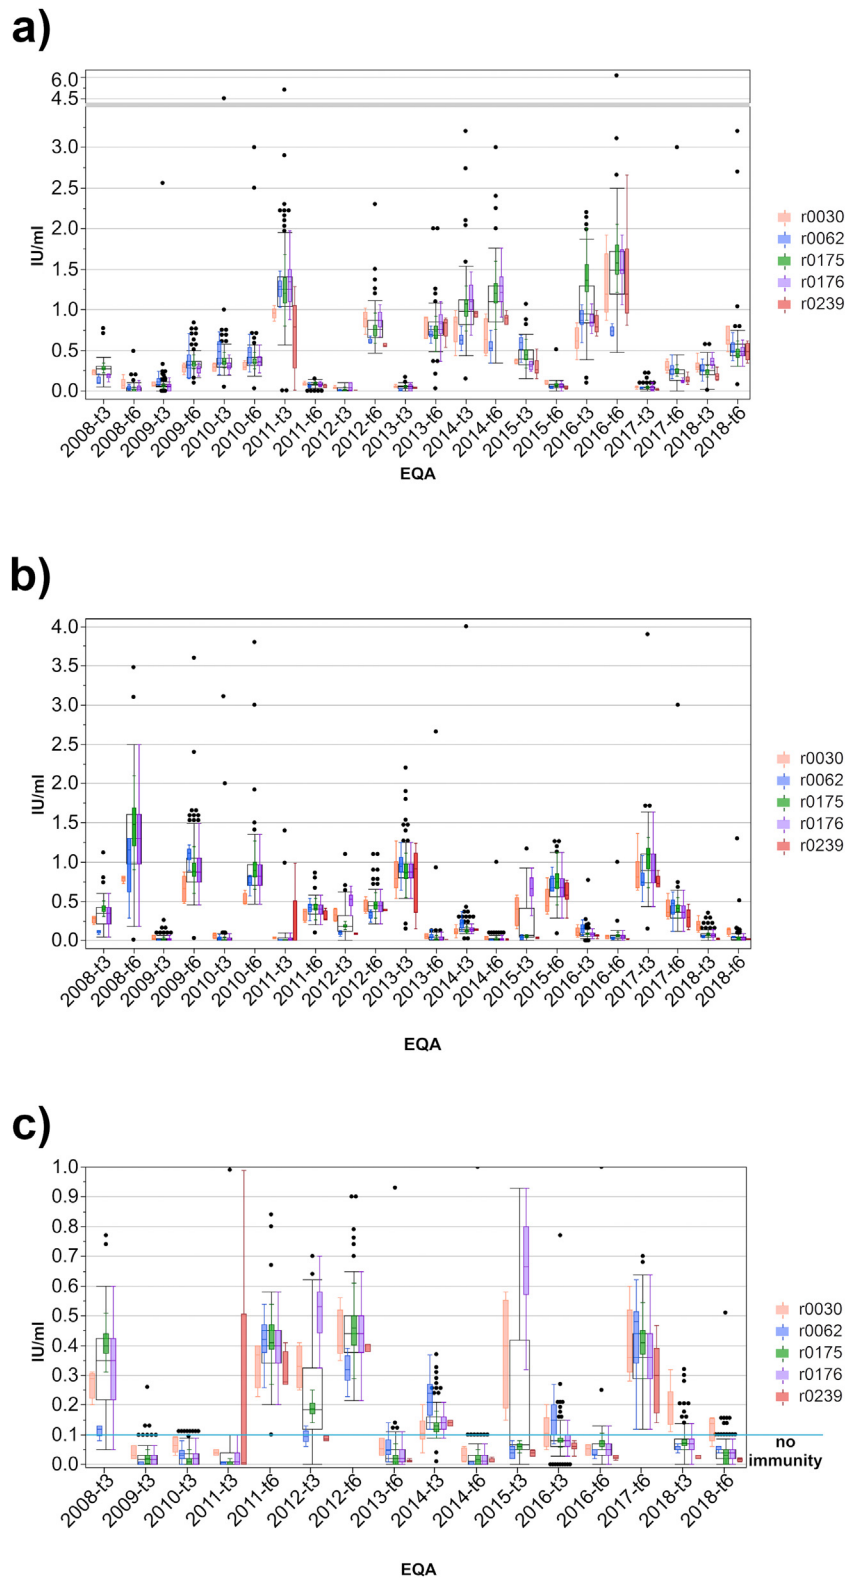 a)
6.0
4.5
3.0
2.5
2.0
1.5
1.0
0.5
0.0
IU/ml
2008-t3
2008-t6
2009-t3
2009-t6
2010-t3
2010-t6
2011-t3
2011-t6
2012-t3
2012-t6
2013-t3
2013-t6
2014-t3
2014-t6
2015-t3
2015-t6
2016-t3
2016-t6
2017-t3
2017-t6
2018-t3
2018-t6
EQA
r0030
r0062
r0175
r0176
r0239
b)
4.0
3.5
3.0
2.5
2.0
1.5
1.0
0.5
0.0
IU/ml
2008-t3
2008-t6
2009-t3
2009-t6
2010-t3
2010-t6
2011-t3
2011-t6
2012-t3
2012-t6
2013-t3
2013-t6
2014-t3
2014-t6
2015-t3
2015-t6
2016-t3
2016-t6
2017-t3
2017-t6
2018-t3
2018-t6
EQA
r0030
r0062
r0175
r0176
r0239
c)
1.0
0.9
0.8
0.7
0.6
0.5
0.4
0.3
0.2
0.1
0.0
IU/ml
2008-t3
2009-t3
2010-t3
2011-t3
2011-t6
2012-t3
2012-t6
2013-t6
2014-t3
2014-t6
2015-t3
2016-t3
2016-t6
2017-t6
2018-t3
2018-t6
EQA
r0030
r0062
r0175
r0176
r0239
no
immunity